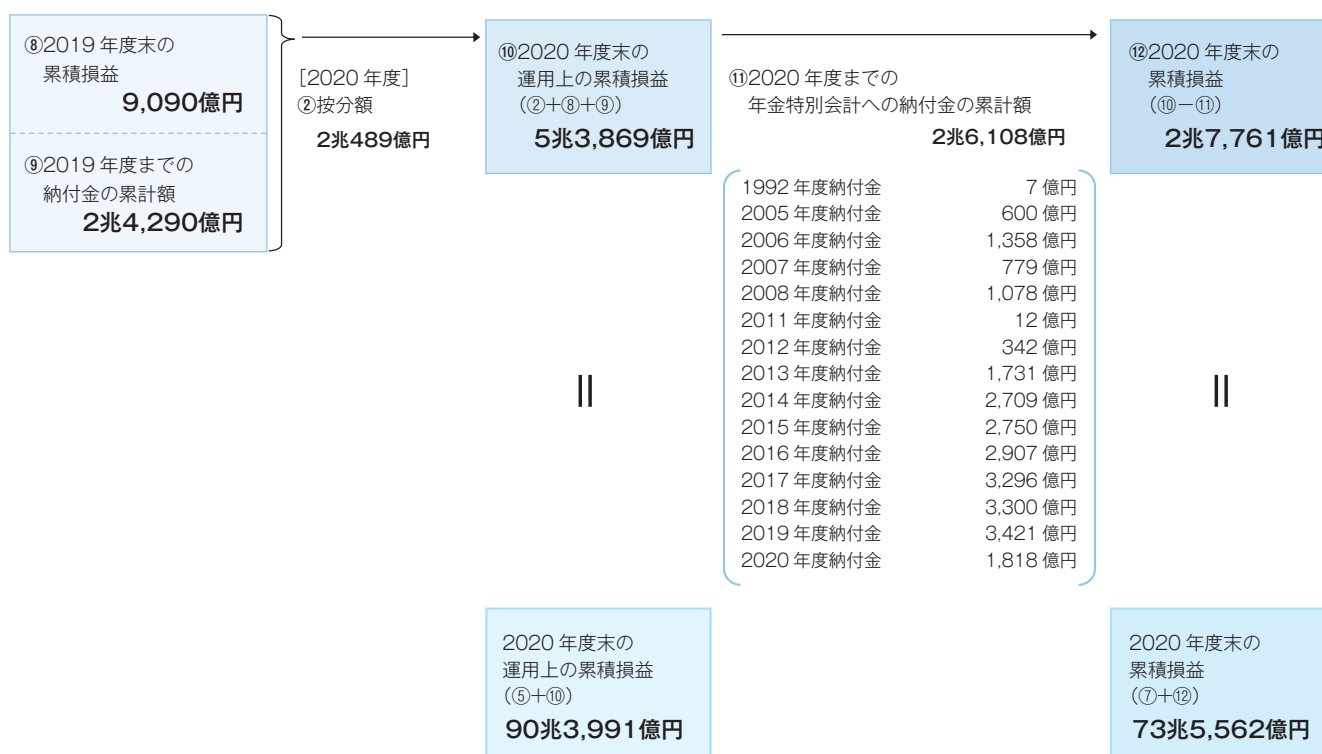 ⑧2019年度末の
累積損益
9,090億円
⑨2019年度までの
納付金の累計額
2兆4,290億円
[2020年度]
②按分額
2兆489億円
⑩2020年度末の
運用上の累積損益
(②+⑧+⑨)
5兆3,869億円
⑪2020年度までの
年金特別会計への納付金の累計額
2兆6,108億円
1992年度納付金 7億円
2005年度納付金 600億円
2006年度納付金 1,358億円
2007年度納付金 779億円
2008年度納付金 1,078億円
2011年度納付金 12億円
2012年度納付金 342億円
2013年度納付金 1,731億円
2014年度納付金 2,709億円
2015年度納付金 2,750億円
2016年度納付金 2,907億円
2017年度納付金 3,296億円
2018年度納付金 3,300億円
2019年度納付金 3,421億円
2020年度納付金 1,818億円
⑫2020年度末の
累積損益
(⑩－⑪)
2兆7,761億円
2020年度末の
運用上の累積損益
(⑤+⑩)
90兆3,991億円
2020年度末の
累積損益
(⑦+⑫)
73兆5,562億円